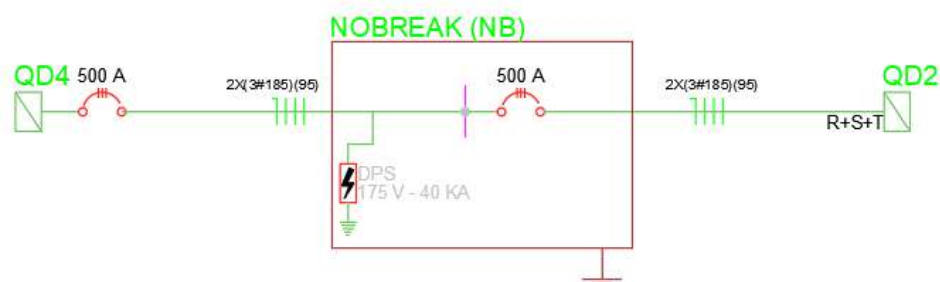 NOBREAK (NB)
QD4
500 A
2X(3#185)(95)
500 A
2X(3#185)(95)
QD2
R+S+T
DPS
175 V - 40 KA